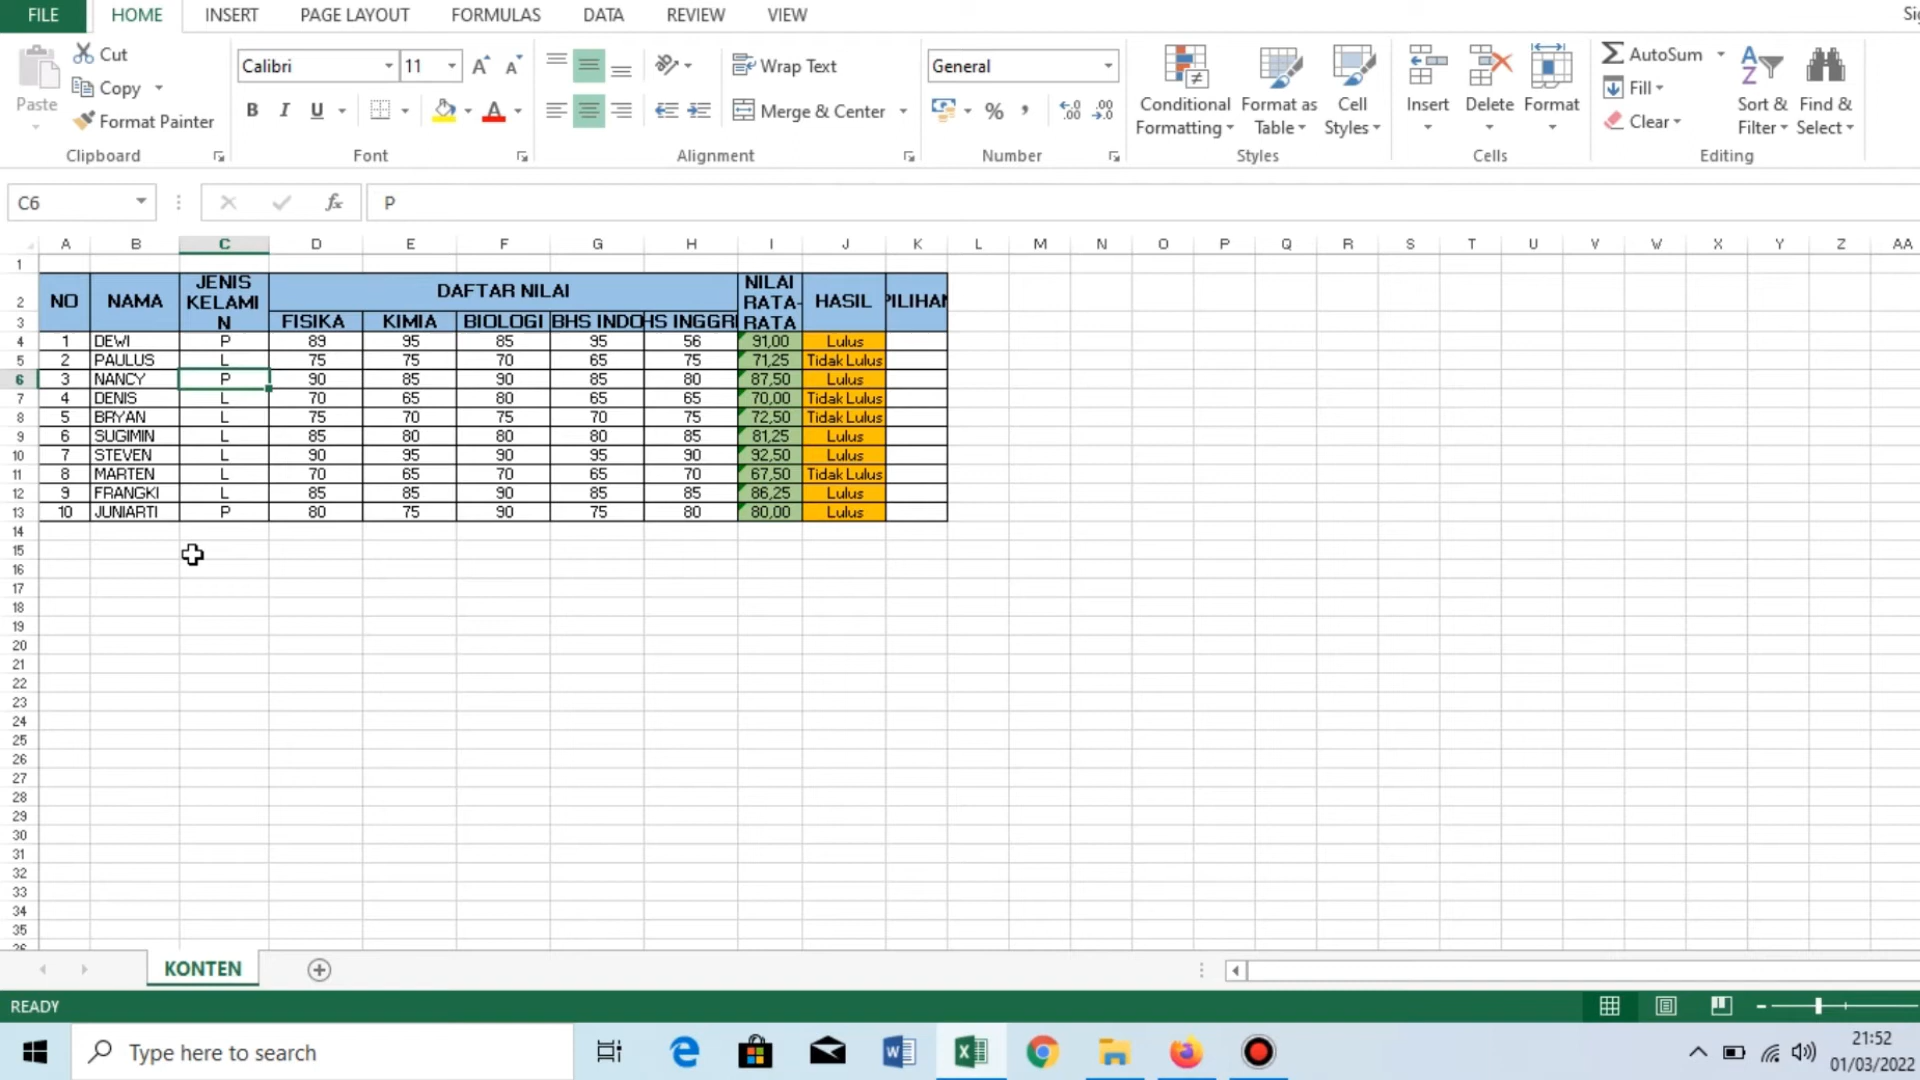 FILE HOME INSERT PAGE LAYOUT FORMULAS DATA REVIEW VIEW
Cut
Copy
Format Painter
Paste
Clipboard
Calibri 11
B I U
Font
Wrap Text
Merge & Center
Alignment
General
% ,
Number
Conditional Formatting
Format as Table
Cell Styles
Styles
Insert Delete Format
Cells
AutoSum
Fill
Clear
Sort & Filter
Find & Select
Editing
C6 fx P
A B C D E F G H I J K L M N O P Q R S T U V W X Y Z AA
1
2 NO NAMA JENIS KELAMIN DAFTAR NILAI NILAI RATA-RATA HASIL PILIHAN
3 FISIKA KIMIA BIOLOGI BHS INDO HS INGGRI
4 1 DEWI P 89 95 85 95 56 91,00 Lulus
5 2 PAULUS L 75 75 70 65 75 71,25 Tidak Lulus
6 3 NANCY P 90 85 90 85 80 87,50 Lulus
7 4 DENIS L 70 65 80 65 65 70,00 Tidak Lulus
8 5 BRYAN L 75 70 75 70 75 72,50 Tidak Lulus
9 6 SUGIMIN L 85 80 80 80 85 81,25 Lulus
10 7 STEVEN L 90 95 90 95 90 92,50 Lulus
11 8 MARTEN L 70 65 70 65 70 67,50 Tidak Lulus
12 9 FRANGKI L 85 85 90 85 85 86,25 Lulus
13 10 JUNIARTI P 80 75 90 75 80 80,00 Lulus
14
15
16
17
18
19
20
21
22
23
24
25
26
27
28
29
30
31
32
33
34
35
KONTEN
READY
Type here to search
21:52
01/03/2022